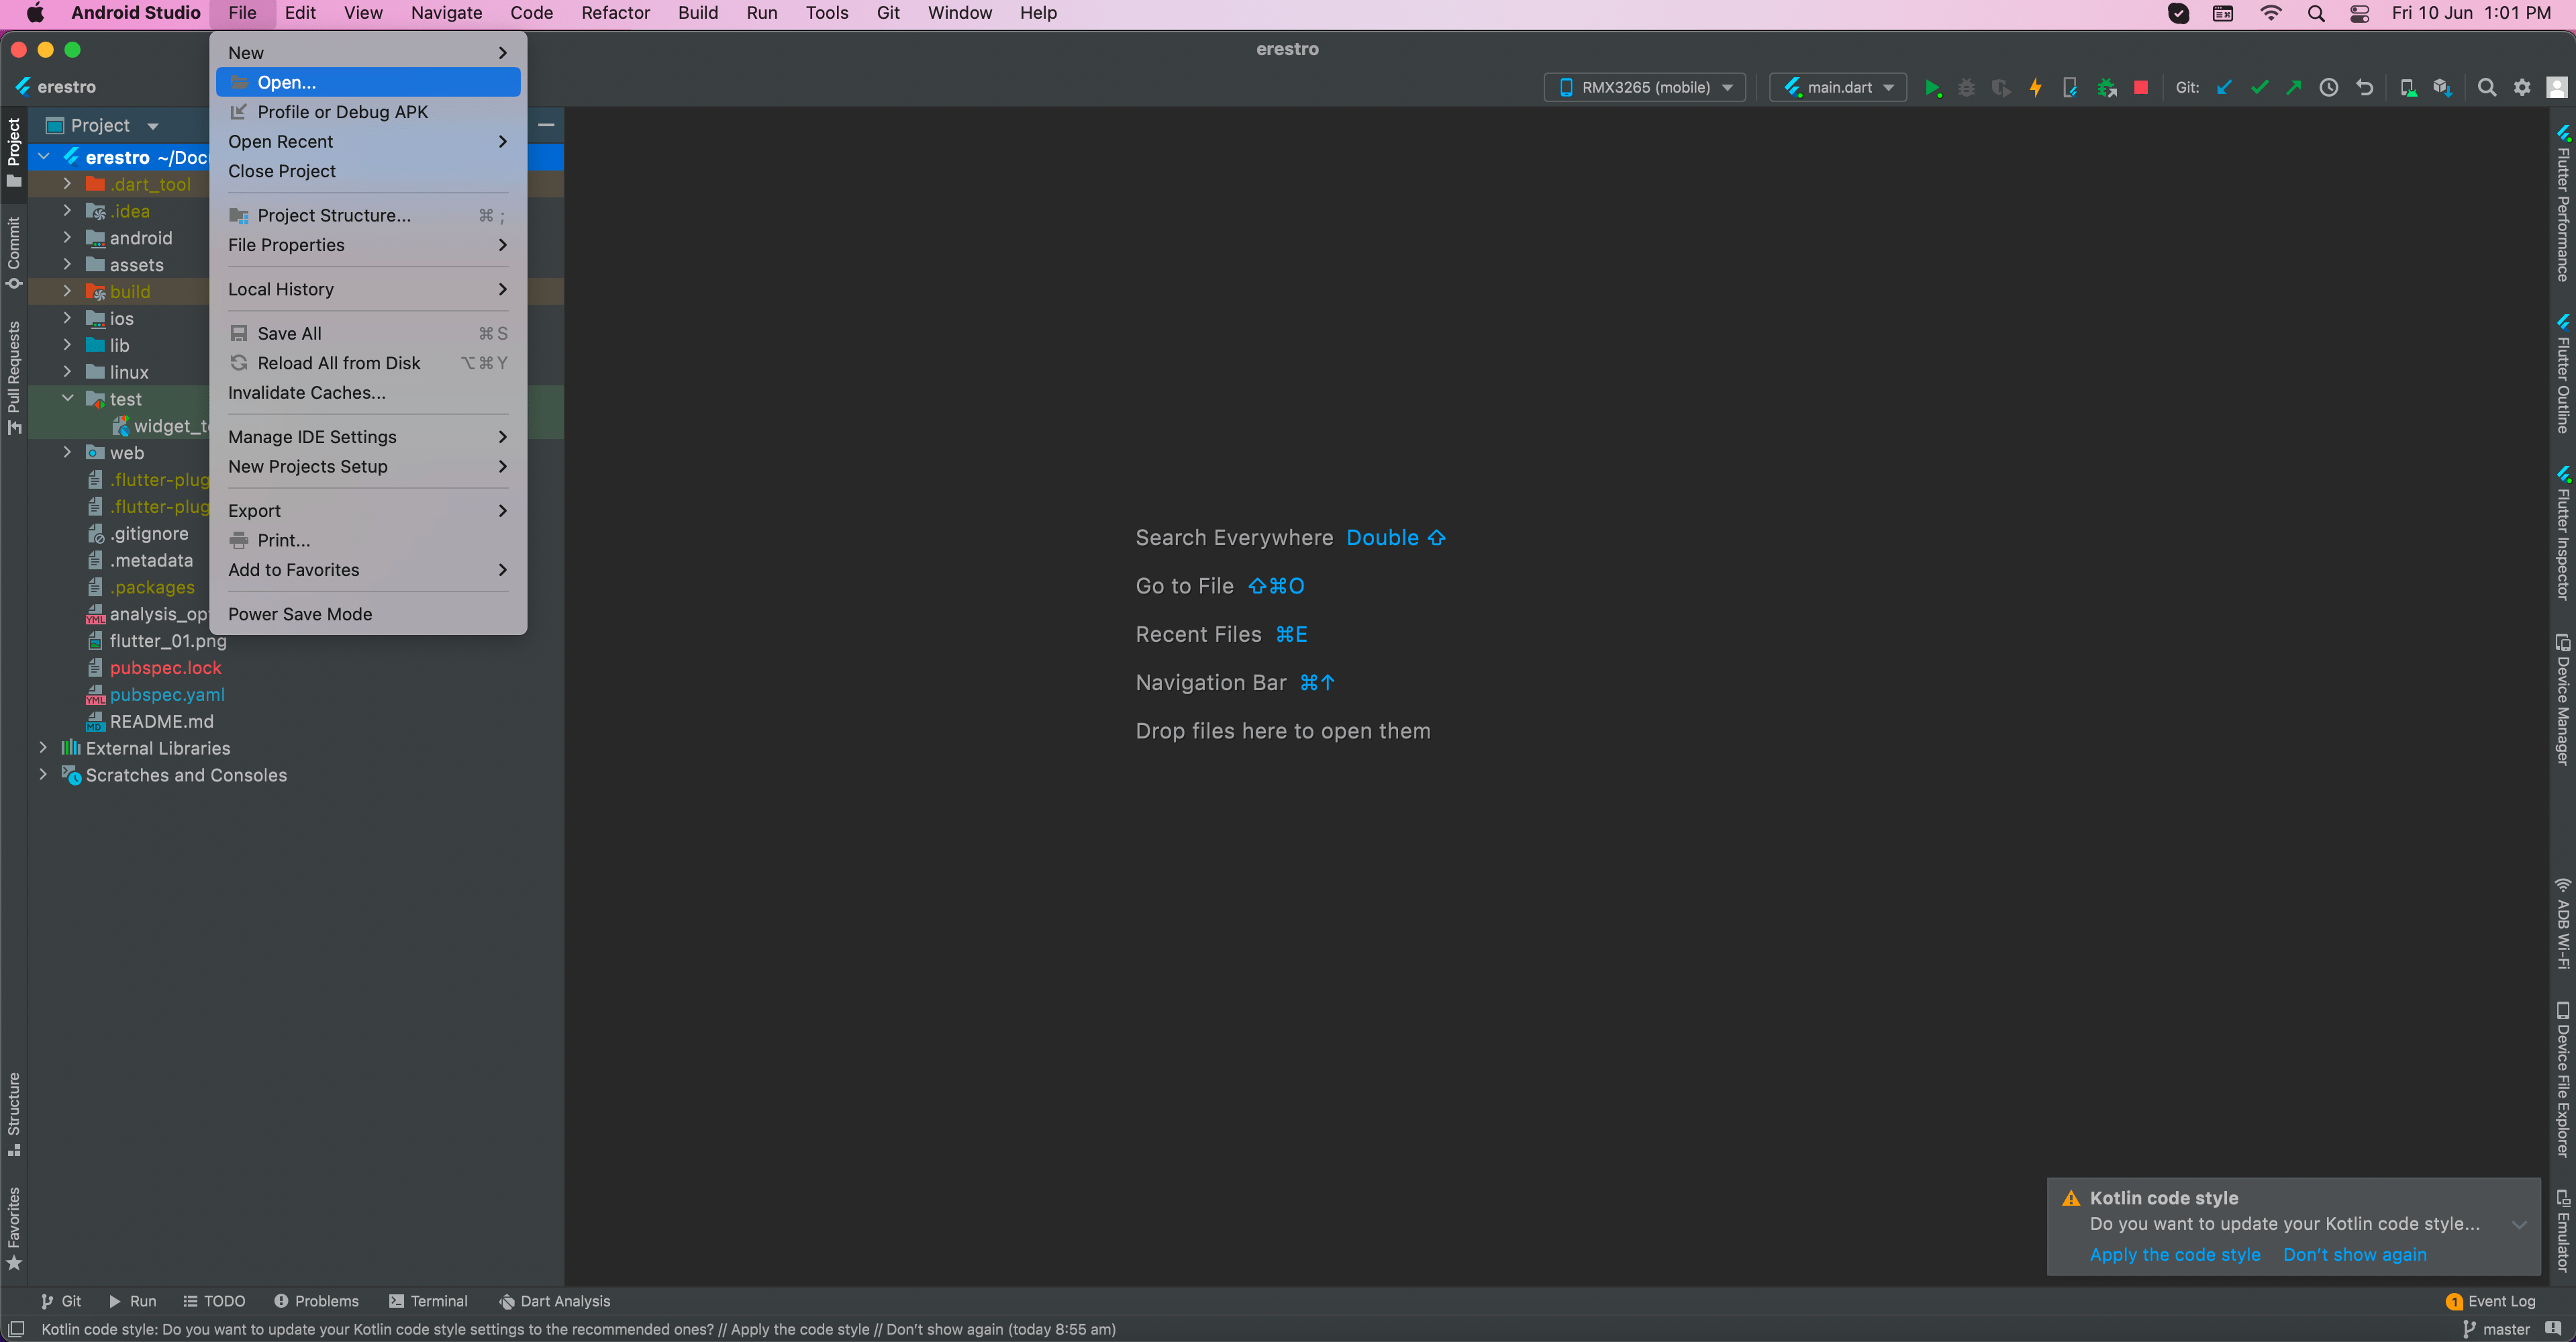 Android Studio File Edit View Navigate Code Refactor Build Run Tools Git Window Help Fri 10 Jun 1:01 PM
erestro
erestro
RMX3265 (mobile) main.dart Git:
New
Open...
Profile or Debug APK
Open Recent
Close Project
Project Structure... ⌘ ;
File Properties
Local History
Save All ⌘ S
Reload All from Disk ⌥ ⌘ Y
Invalidate Caches...
Manage IDE Settings
New Projects Setup
Export
Print...
Add to Favorites
Power Save Mode
Project
Commit
Pull Requests
Structure
Favorites
Project
erestro ~/Doc
.dart_tool
.idea
android
assets
build
ios
lib
linux
test
widget_t
web
.flutter-plug
.flutter-plug
.gitignore
.metadata
.packages
analysis_op
flutter_01.png
pubspec.lock
pubspec.yaml
README.md
External Libraries
Scratches and Consoles
Search Everywhere Double ⇧
Go to File ⇧⌘O
Recent Files ⌘E
Navigation Bar ⌘↑
Drop files here to open them
Flutter Performance
Flutter Outline
Flutter Inspector
Device Manager
ADB Wi-Fi
Device File Explorer
Emulator
Kotlin code style
Do you want to update your Kotlin code style...
Apply the code style Don't show again
Git Run TODO Problems Terminal Dart Analysis 1 Event Log
Kotlin code style: Do you want to update your Kotlin code style settings to the recommended ones? // Apply the code style // Don't show again (today 8:55 am) master